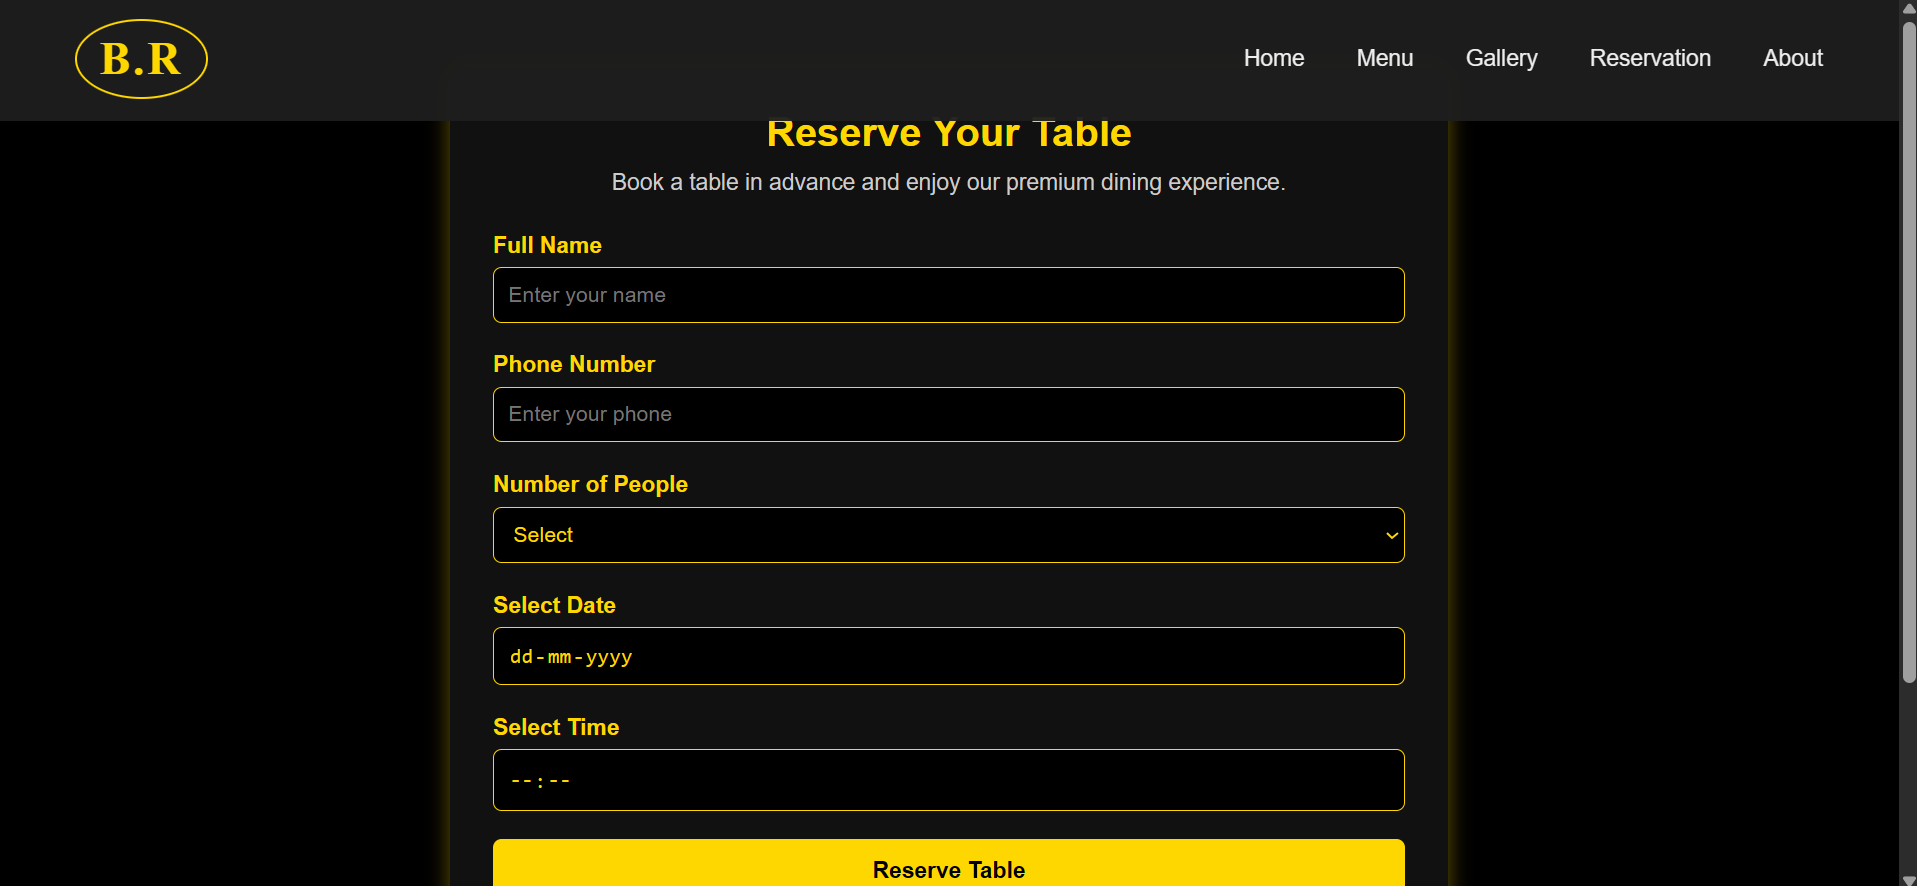 B.R
Home Menu Gallery Reservation About
Reserve Your Table
Book a table in advance and enjoy our premium dining experience.
Full Name
Enter your name
Phone Number
Enter your phone
Number of People
Select
Select Date
dd-mm-yyyy
Select Time
--:--
Reserve Table